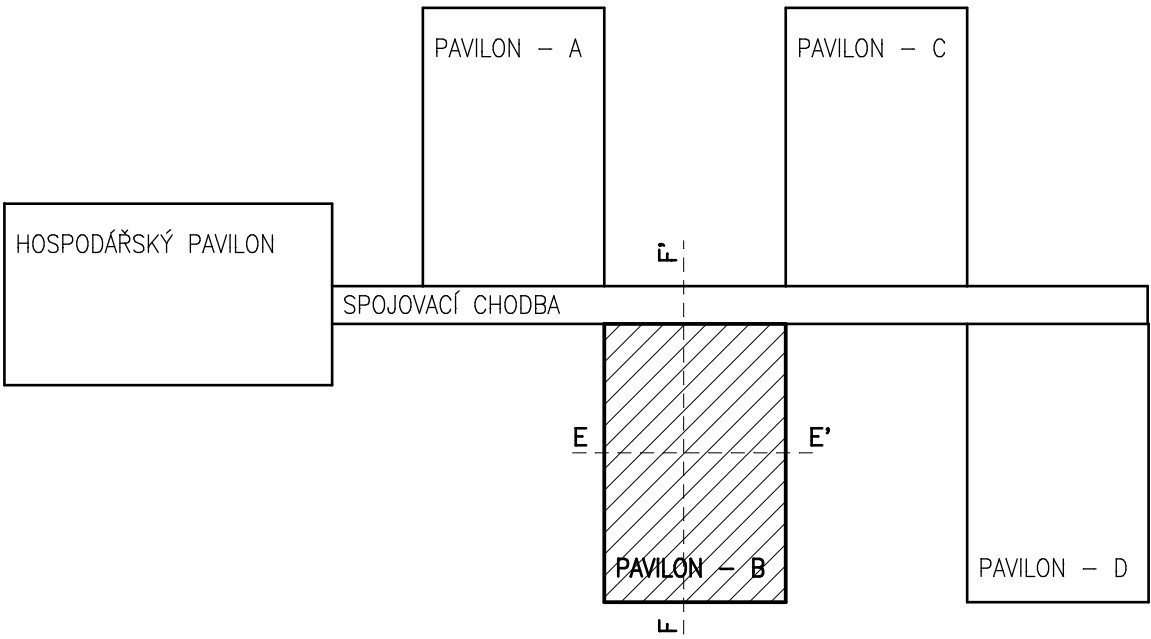 PAVILON – A
PAVILON – C
HOSPODÁŘSKÝ PAVILON
F'
SPOJOVACÍ CHODBA
E
E'
PAVILON – B
PAVILON – D
F